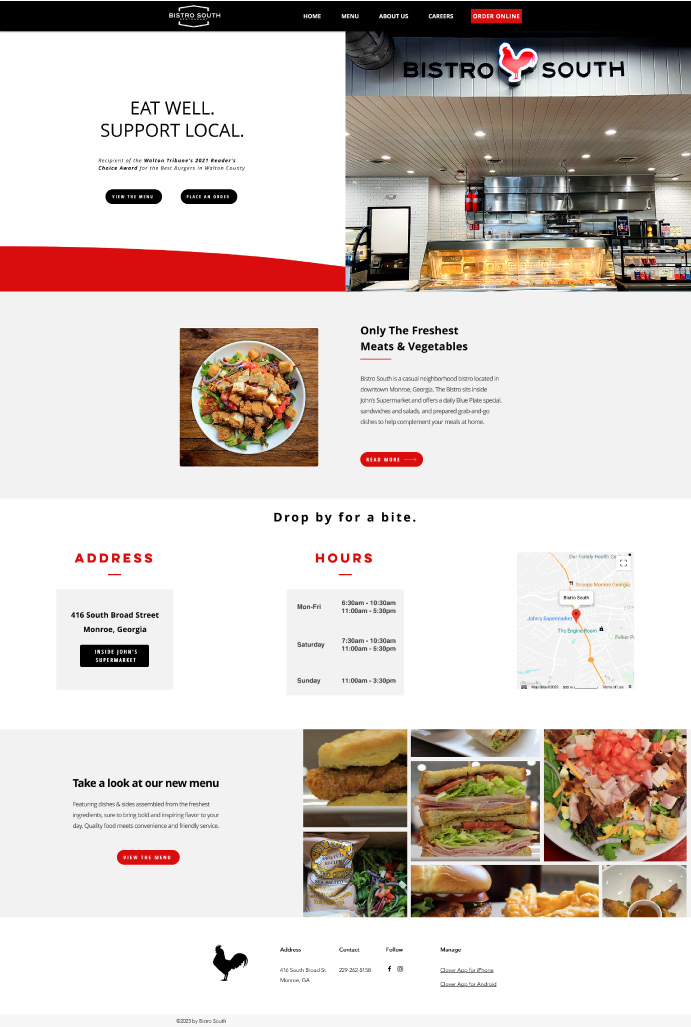 BISTRO SOUTH
HOME MENU ABOUT US CAREERS ORDER ONLINE
BISTRO SOUTH
EAT WELL.
SUPPORT LOCAL.
Recipient of the Walton Tribune's 2021 Reader's
Choice Award for the Best Burgers in Walton County
VIEW THE MENU PLACE AN ORDER
Only The Freshest
Meats & Vegetables
Bistro South is a casual neighborhood bistro located in
downtown Monroe, Georgia. The Bistro sits inside
John's Supermarket and offers a daily Blue Plate special,
sandwiches and salads, and prepared grab-and-go
dishes to help complement your meals at home.
READ MORE
Drop by for a bite.
ADDRESS
416 South Broad Street
Monroe, Georgia
INSIDE JOHN'S
SUPERMARKET
HOURS
Mon-Fri 6:30am - 10:30am
11:00am - 5:30pm
Saturday 7:30am - 10:30am
11:00am - 5:30pm
Sunday 11:00am - 3:30pm
Our Family Health Ce
Scoops Monroe Georgia
Bistro South
John's Supermarket
The Engine Room
Terms of Use
Take a look at our new menu
Featuring dishes & sides assembled from the freshest
ingredients, sure to bring bold and inspiring flavor to your
day. Quality food meets convenience and friendly service.
VIEW THE MENU
Address
416 South Broad St.
Monroe, GA
Contact
229-262-8158
Follow
Manage
Clover App for iPhone
Clover App for Android
©2023 by Bistro South